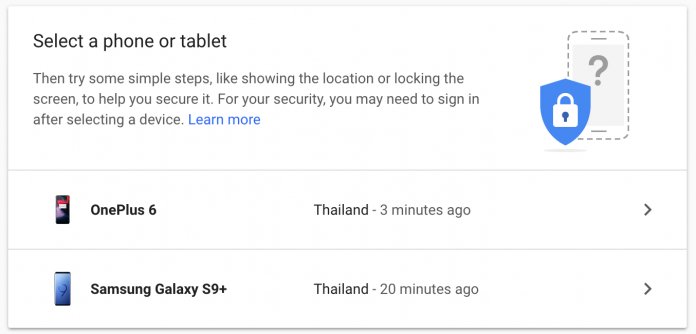 Select a phone or tablet
Then try some simple steps, like showing the location or locking the
screen, to help you secure it. For your security, you may need to sign in
after selecting a device. Learn more
?
OnePlus 6 Thailand - 3 minutes ago
Samsung Galaxy S9+ Thailand - 20 minutes ago